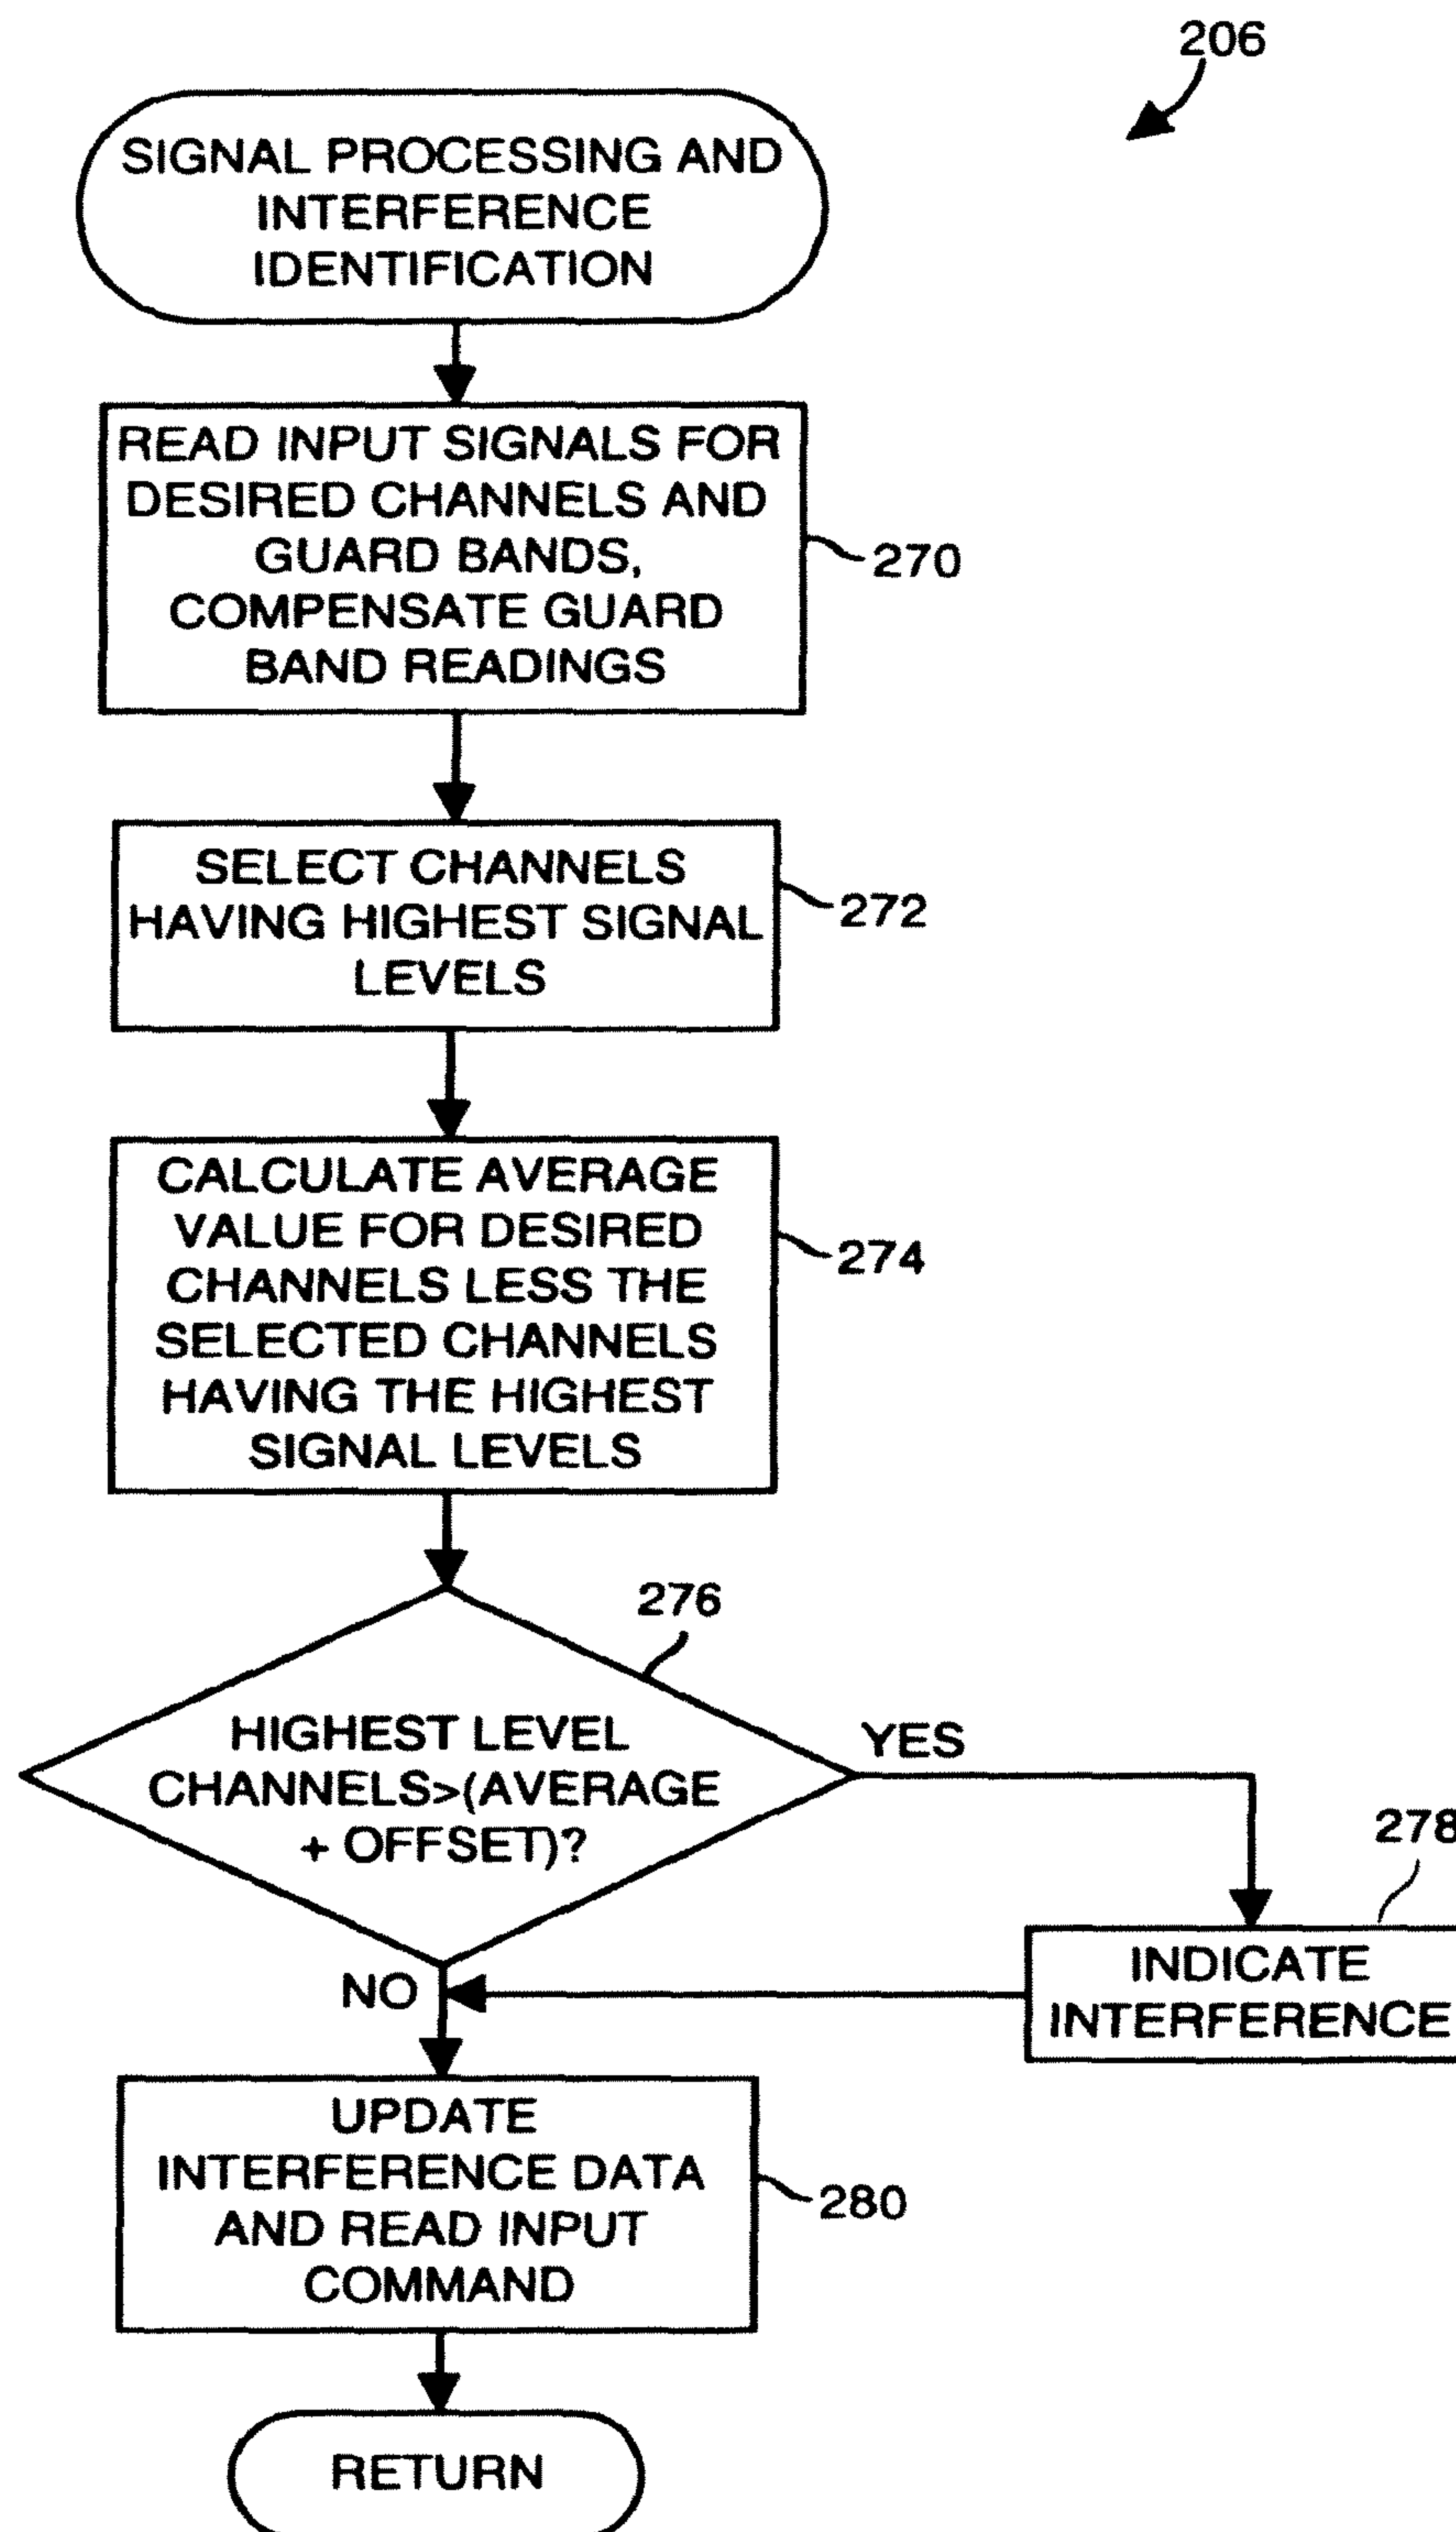 206
SIGNAL PROCESSING AND
INTERFERENCE
IDENTIFICATION
READ INPUT SIGNALS FOR
DESIRED CHANNELS AND
GUARD BANDS,
COMPENSATE GUARD
BAND READINGS
270
SELECT CHANNELS
HAVING HIGHEST SIGNAL
LEVELS
272
CALCULATE AVERAGE
VALUE FOR DESIRED
CHANNELS LESS THE
SELECTED CHANNELS
HAVING THE HIGHEST
SIGNAL LEVELS
274
276
HIGHEST LEVEL
CHANNELS>(AVERAGE
+ OFFSET)?
YES
278
INDICATE
INTERFERENCE
NO
UPDATE
INTERFERENCE DATA
AND READ INPUT
COMMAND
280
RETURN